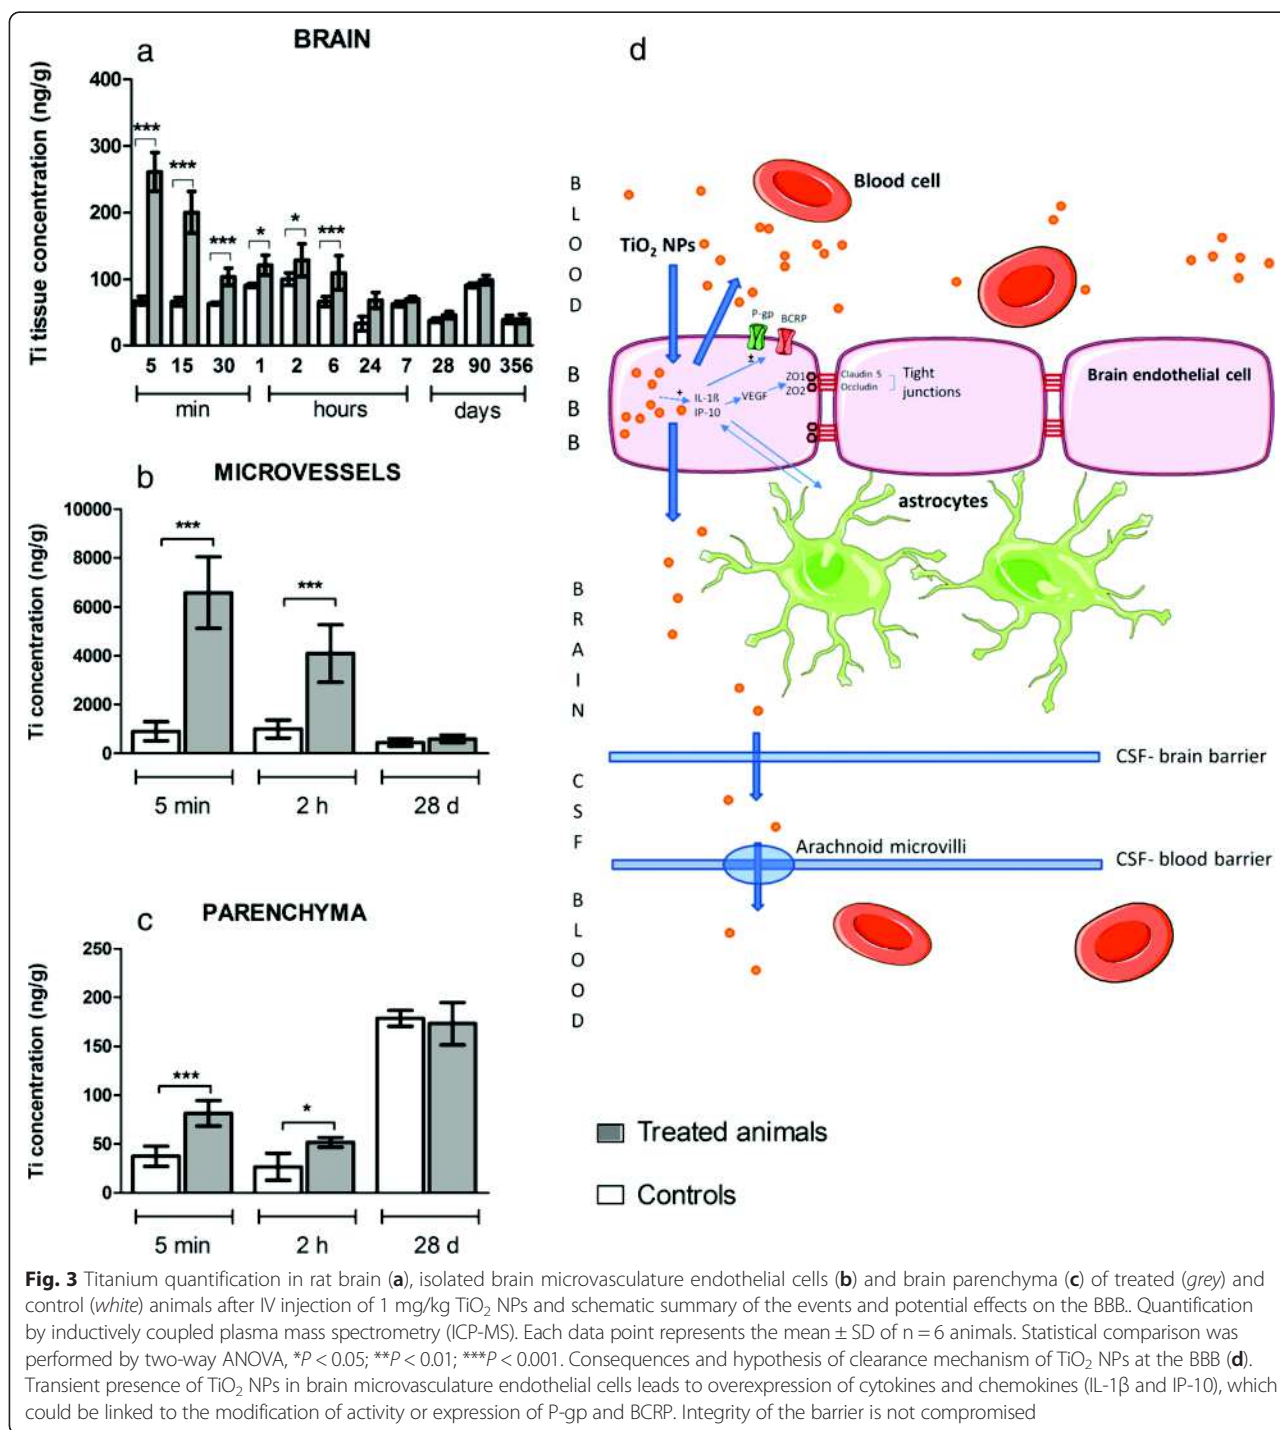 a
BRAIN
Ti tissue concentration (ng/g)
400
300
200
100
0
***
***
***
*
*
***
5 15 30 1 2 6 24 7 28 90 356
min hours days
b
MICROVESSELS
Ti concentration (ng/g)
10000
8000
6000
4000
2000
0
***
***
5 min 2 h 28 d
c
PARENCHYMA
Ti concentration (ng/g)
250
200
150
100
50
0
***
*
5 min 2 h 28 d
d
BLOOD
Blood cell
TiO2 NPs
P-gp BCRP
±
BBB
+
IL-1ß
IP-10
VEGF
ZO1
ZO2
Claudin 5
Occludin
Tight
junctions
Brain endothelial cell
astrocytes
BRAIN
CSF- brain barrier
CSF
Arachnoid microvilli
CSF- blood barrier
BLOOD
Treated animals
Controls
Fig. 3 Titanium quantification in rat brain (a), isolated brain microvasculature endothelial cells (b) and brain parenchyma (c) of treated (grey) and
control (white) animals after IV injection of 1 mg/kg TiO2 NPs and schematic summary of the events and potential effects on the BBB.. Quantification
by inductively coupled plasma mass spectrometry (ICP-MS). Each data point represents the mean ± SD of n = 6 animals. Statistical comparison was
performed by two-way ANOVA, *P < 0.05; **P < 0.01; ***P < 0.001. Consequences and hypothesis of clearance mechanism of TiO2 NPs at the BBB (d).
Transient presence of TiO2 NPs in brain microvasculature endothelial cells leads to overexpression of cytokines and chemokines (IL-1β and IP-10), which
could be linked to the modification of activity or expression of P-gp and BCRP. Integrity of the barrier is not compromised